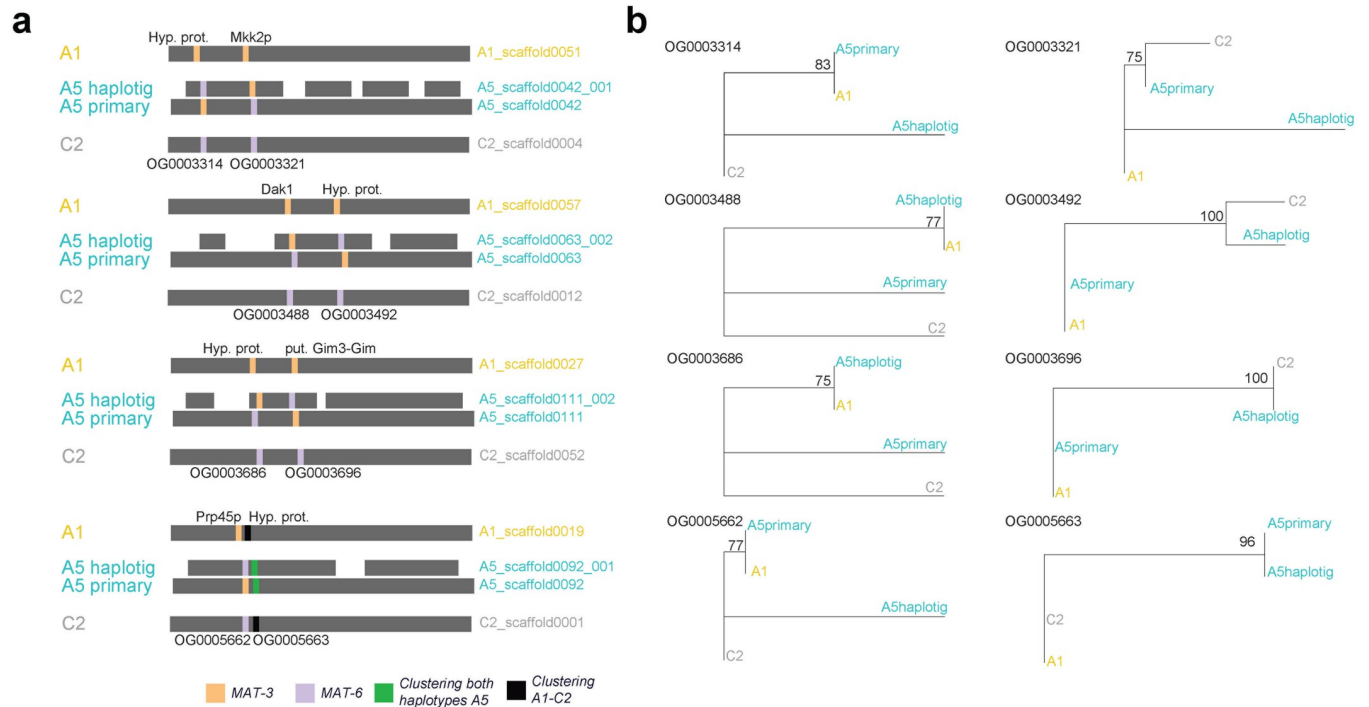 a
Hyp. prot. Mkk2p
A1 A1_scaffold0051
A5 haplotig A5_scaffold0042_001
A5 primary A5_scaffold0042
C2 C2_scaffold0004
OG0003314 OG0003321
Dak1 Hyp. prot.
A1 A1_scaffold0057
A5 haplotig A5_scaffold0063_002
A5 primary A5_scaffold0063
C2 C2_scaffold0012
OG0003488 OG0003492
Hyp. prot. put. Gim3-Gim
A1 A1_scaffold0027
A5 haplotig A5_scaffold0111_002
A5 primary A5_scaffold0111
C2 C2_scaffold0052
OG0003686 OG0003696
Prp45p Hyp. prot.
A1 A1_scaffold0019
A5 haplotig A5_scaffold0092_001
A5 primary A5_scaffold0092
C2 C2_scaffold0001
OG0005662 OG0005663
MAT-3 MAT-6 Clustering both Clustering
haplotypes A5 A1-C2
b
OG0003314
A5primary
83
A1
A5haplotig
C2
OG0003321
C2
75
A5primary
A5haplotig
A1
OG0003488
A5haplotig
77
A1
A5primary
C2
OG0003492
C2
100
A5haplotig
A5primary
A1
OG0003686
A5haplotig
75
A1
A5primary
C2
OG0003696
C2
100
A5haplotig
A5primary
A1
OG0005662
A5primary
77
A1
A5haplotig
C2
OG0005663
A5primary
96
A5haplotig
C2
A1